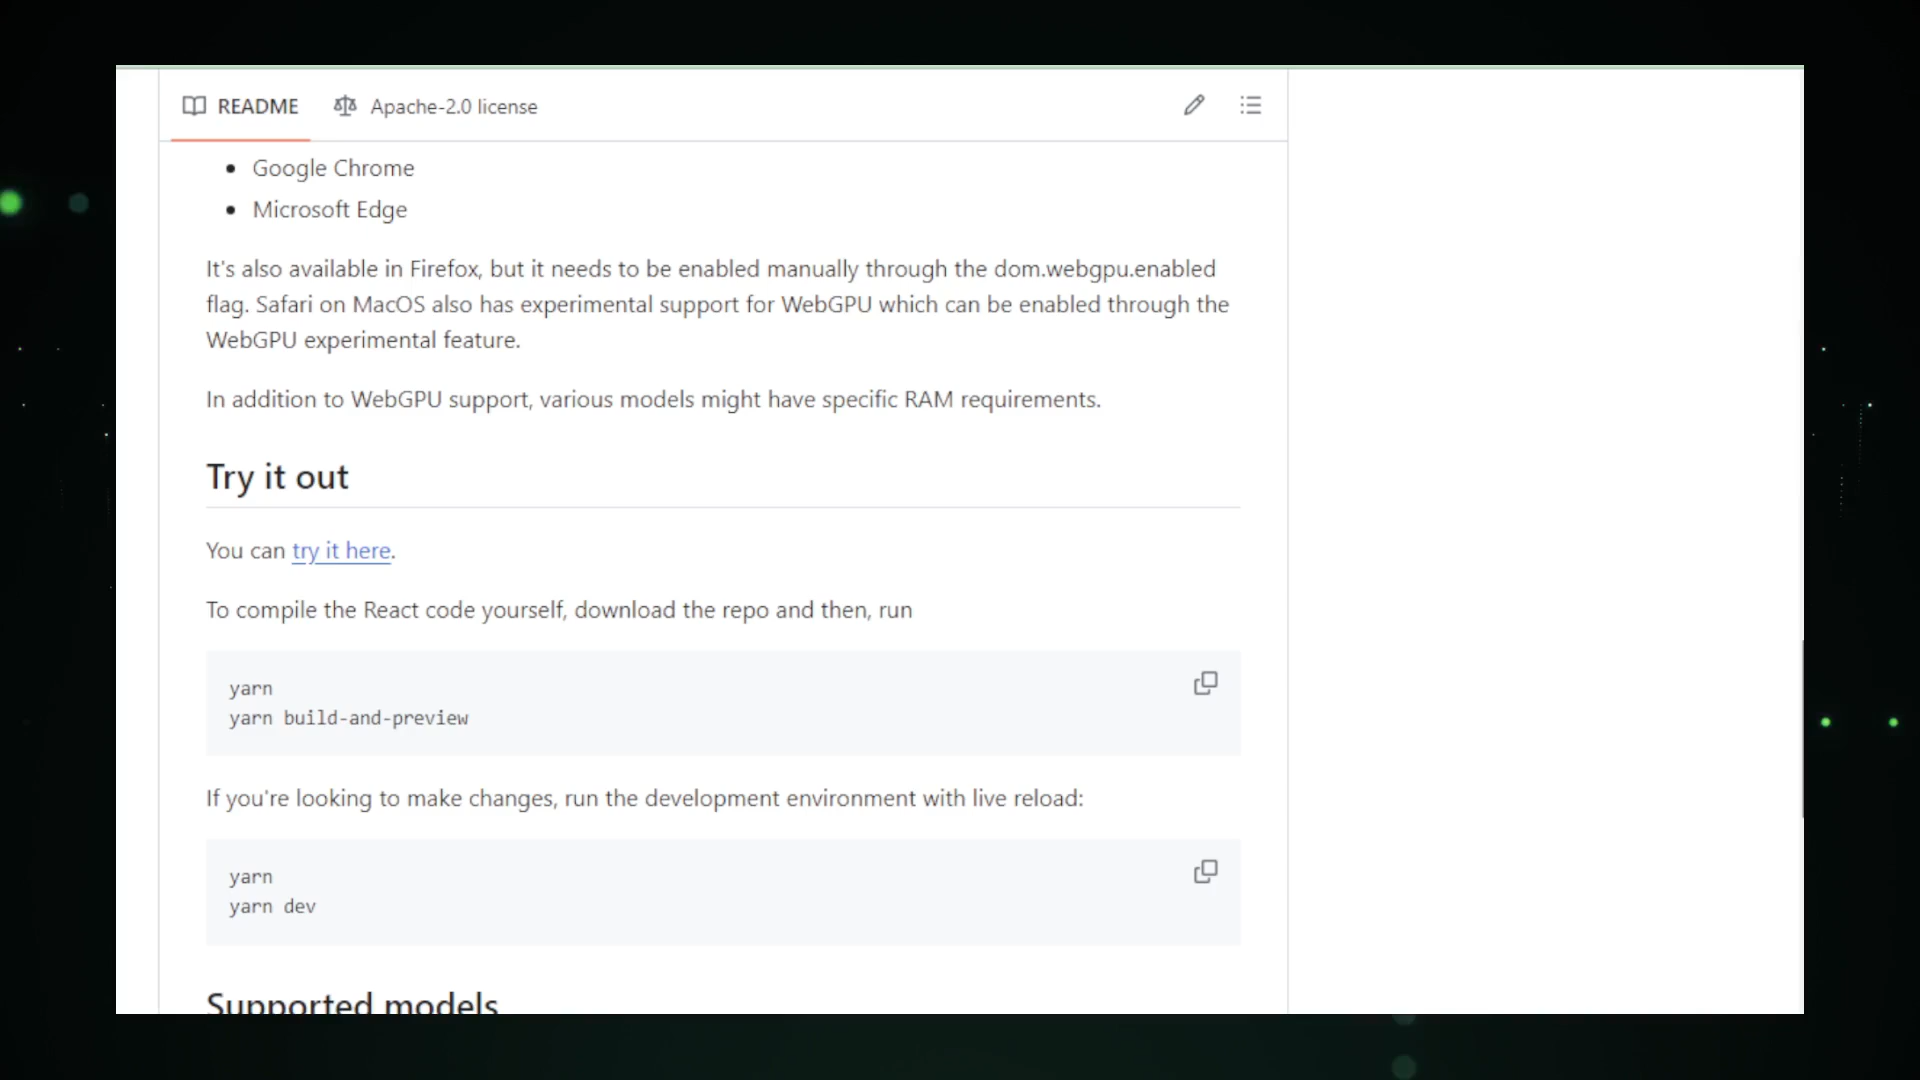 README
Apache-2.0 license
Google Chrome
Microsoft Edge
It's also available in Firefox, but it needs to be enabled manually through the dom.webgpu.enabled
flag. Safari on MacOS also has experimental support for WebGPU which can be enabled through the
WebGPU experimental feature.
In addition to WebGPU support, various models might have specific RAM requirements.
Try it out
You can try it here.
To compile the React code yourself, download the repo and then, run
yarn
yarn build-and-preview
If you're looking to make changes, run the development environment with live reload:
yarn
yarn dev
Supported models